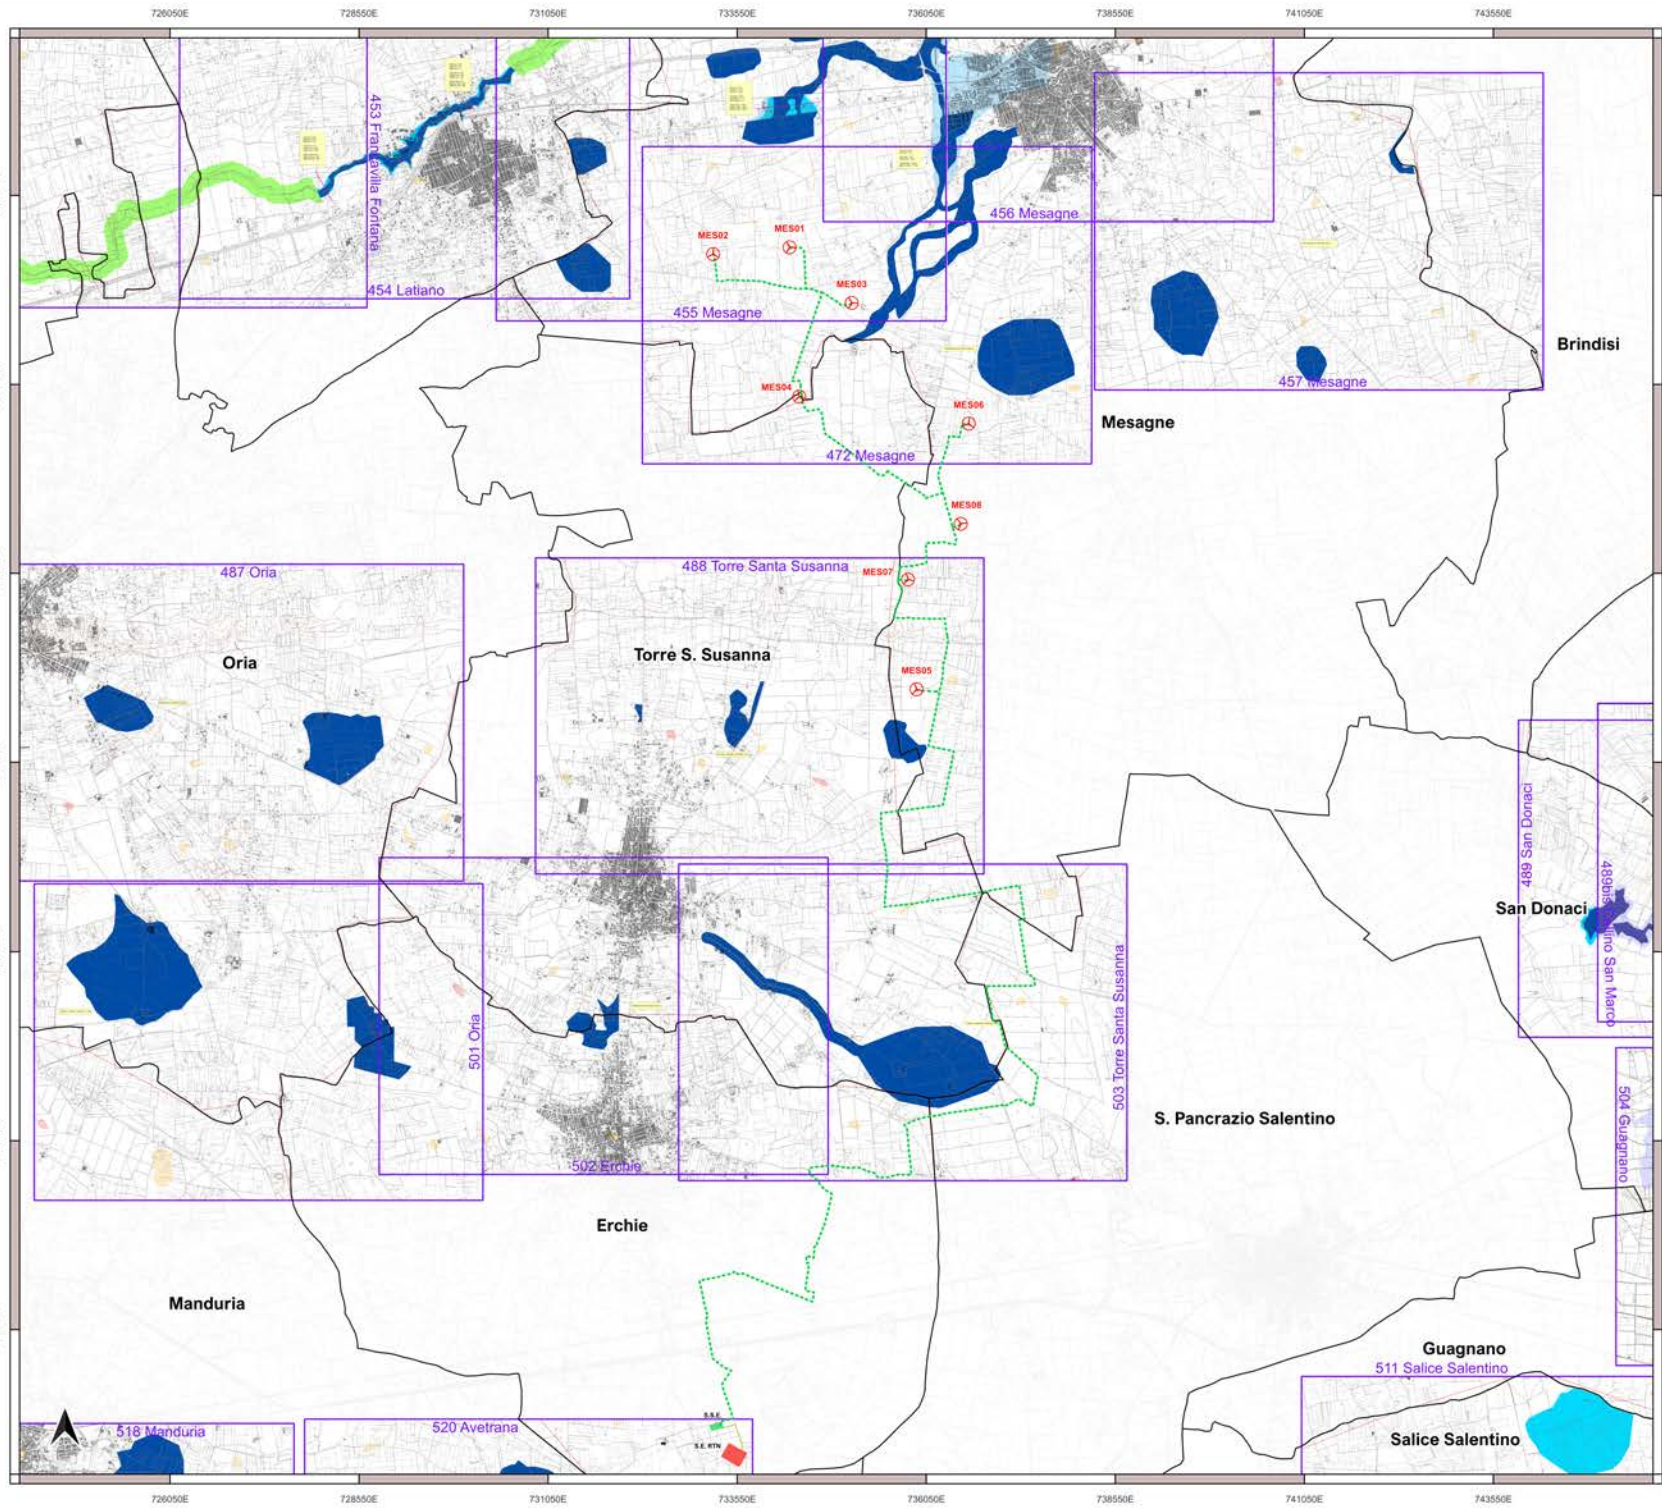 726050E 728550E 731050E 733550E 736050E 738550E 741050E 743550E
453 Francavilla Fontana
456 Mesagne
MES02
MES01
454 Latiano
MES03
455 Mesagne
Brindisi
457 Mesagne
MES04
MES06
Mesagne
472 Mesagne
MES08
487 Oria
488 Torre Santa Susanna
MES07
Oria
Torre S. Susanna
MES05
489 San Donaci
489bis Cellino San Marco
San Donaci
501 Oria
503 Torre Santa Susanna
S. Pancrazio Salentino
504 Guagnano
502 Erchie
Erchie
Manduria
Guagnano
511 Salice Salentino
S.S.E.
518 Manduria
520 Avetrana
S.E. RTN
Salice Salentino
726050E 728550E 731050E 733550E 736050E 738550E 741050E 743550E